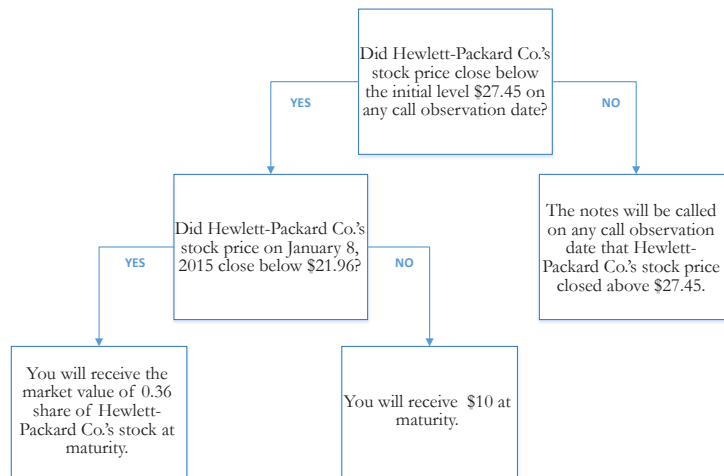 Did Hewlett-Packard Co.'s
stock price close below
the initial level $27.45 on
any call observation date?
YES
NO
Did Hewlett-Packard Co.'s
stock price on January 8,
2015 close below $21.96?
The notes will be called
on any call observation
date that Hewlett-
Packard Co.'s stock price
closed above $27.45.
YES
NO
You will receive the
market value of 0.36
share of Hewlett-
Packard Co.'s stock at
maturity.
You will receive $10 at
maturity.